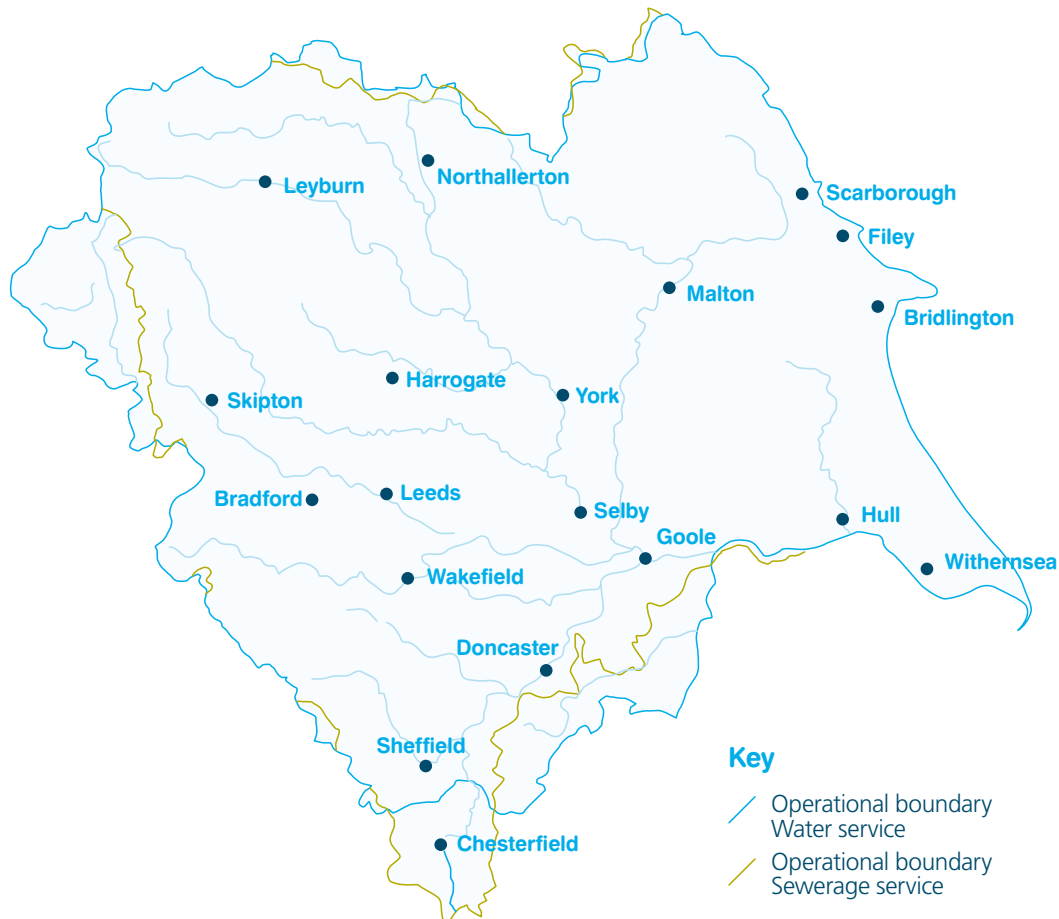 Northallerton
Leyburn
Scarborough
Filey
Malton
Bridlington
Harrogate
York
Skipton
Bradford
Leeds
Selby
Hull
Goole
Withernsea
Wakefield
Doncaster
Sheffield
Chesterfield
Key
Operational boundary
Water service
Operational boundary
Sewerage service